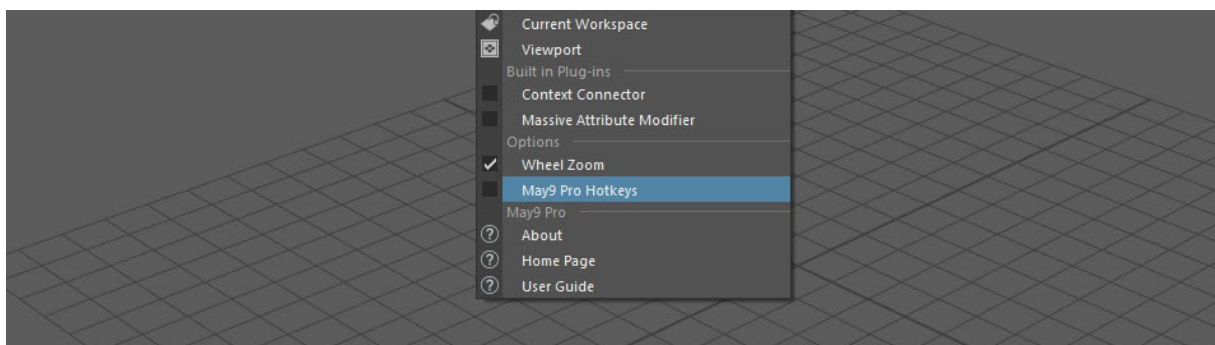 Current Workspace
Viewport
Built in Plug-ins
Context Connector
Massive Attribute Modifier
Options
Wheel Zoom
May9 Pro Hotkeys
May9 Pro
? About
? Home Page
? User Guide